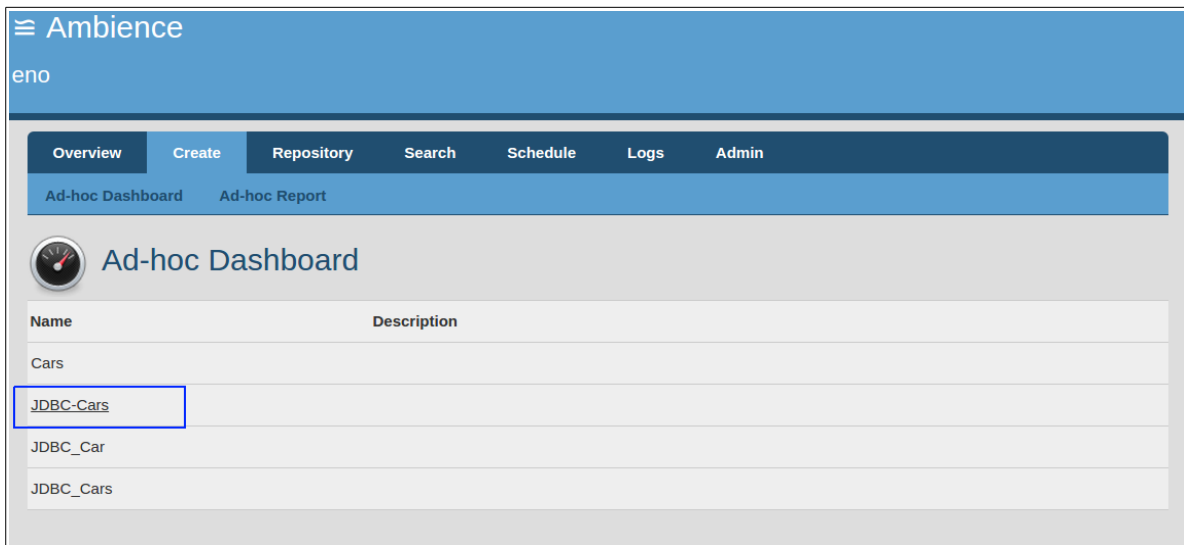 ≌ Ambience
eno
Overview Create Repository Search Schedule Logs Admin
Ad-hoc Dashboard Ad-hoc Report
Ad-hoc Dashboard
Name Description
Cars
JDBC-Cars
JDBC_Car
JDBC_Cars